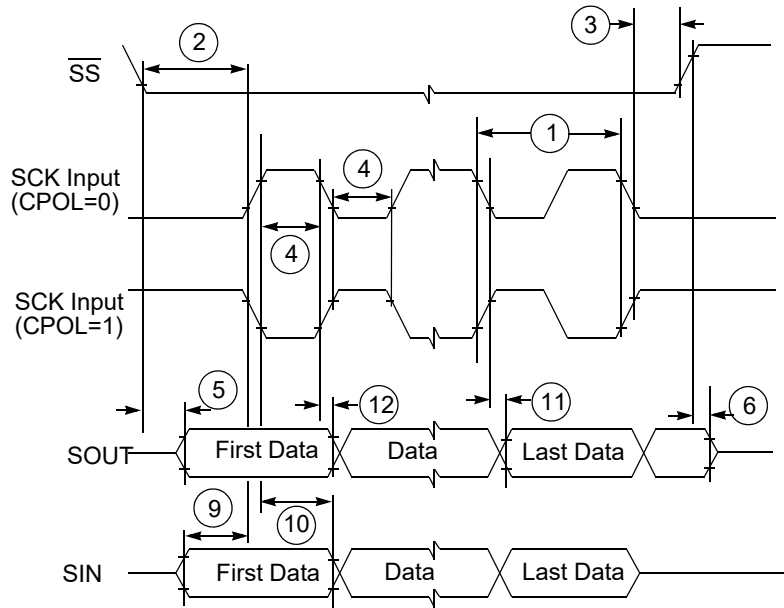 2
3
SS
1
SCK Input
(CPOL=0)
4
4
SCK Input
(CPOL=1)
5
12
11
6
SOUT
First Data
Data
Last Data
9
10
SIN
First Data
Data
Last Data